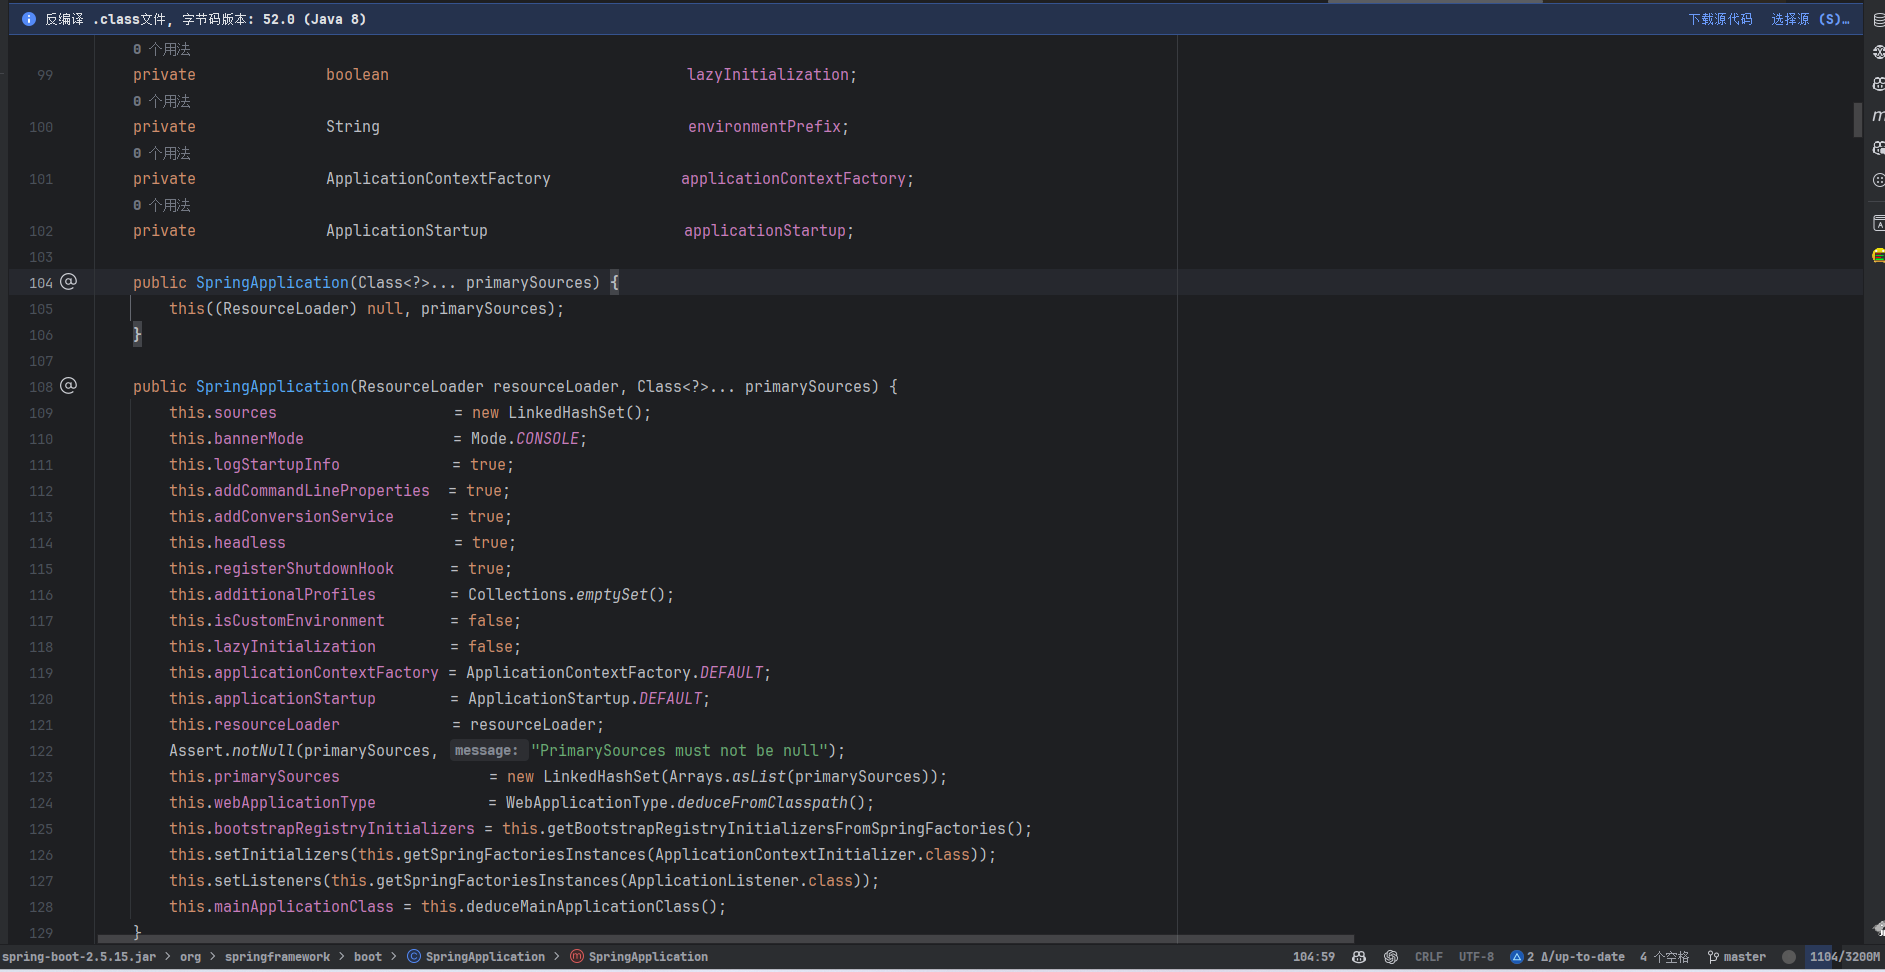 反编译 .class文件, 字节码版本: 52.0 (Java 8) 下载源代码 选择源 (S)…
0 个用法
99 private boolean lazyInitialization;
0 个用法
100 private String environmentPrefix;
0 个用法
101 private ApplicationContextFactory applicationContextFactory;
0 个用法
102 private ApplicationStartup applicationStartup;
103
104 public SpringApplication(Class<?>... primarySources) {
105 this((ResourceLoader) null, primarySources);
106 }
107
108 public SpringApplication(ResourceLoader resourceLoader, Class<?>... primarySources) {
109 this.sources = new LinkedHashSet();
110 this.bannerMode = Mode.CONSOLE;
111 this.logStartupInfo = true;
112 this.addCommandLineProperties = true;
113 this.addConversionService = true;
114 this.headless = true;
115 this.registerShutdownHook = true;
116 this.additionalProfiles = Collections.emptySet();
117 this.isCustomEnvironment = false;
118 this.lazyInitialization = false;
119 this.applicationContextFactory = ApplicationContextFactory.DEFAULT;
120 this.applicationStartup = ApplicationStartup.DEFAULT;
121 this.resourceLoader = resourceLoader;
122 Assert.notNull(primarySources, message: "PrimarySources must not be null");
123 this.primarySources = new LinkedHashSet(Arrays.asList(primarySources));
124 this.webApplicationType = WebApplicationType.deduceFromClasspath();
125 this.bootstrapRegistryInitializers = this.getBootstrapRegistryInitializersFromSpringFactories();
126 this.setInitializers(this.getSpringFactoriesInstances(ApplicationContextInitializer.class));
127 this.setListeners(this.getSpringFactoriesInstances(ApplicationListener.class));
128 this.mainApplicationClass = this.deduceMainApplicationClass();
129 }
spring-boot-2.5.15.jar > org > springframework > boot > SpringApplication > SpringApplication 104:59 CRLF UTF-8 2 Δ/up-to-date 4 个空格 master 1104/3200M